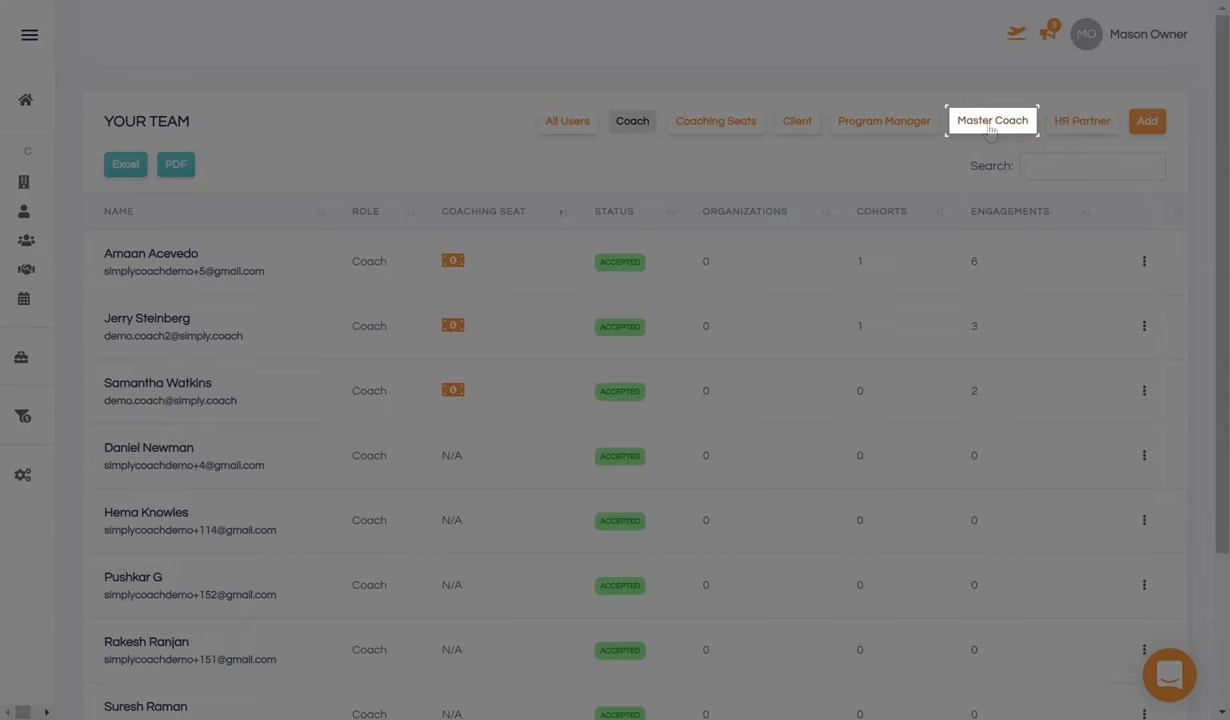 3
MO
Mason Owner
YOUR TEAM
All Users
Coach
Coaching Seats
Client
Program Manager
Master Coach
HR Partner
Add
C
Excel
PDF
Search:
NAME
ROLE
COACHING SEAT
STATUS
ORGANIZATIONS
COHORTS
ENGAGEMENTS
Amaan Acevedo
simplycoachdemo+5@gmail.com
Coach
ACCEPTED
0
1
6
Jerry Steinberg
demo.coach2@simply.coach
Coach
ACCEPTED
0
1
3
Samantha Watkins
demo.coach@simply.coach
Coach
ACCEPTED
0
0
2
Daniel Newman
simplycoachdemo+4@gmail.com
Coach
N/A
ACCEPTED
0
0
0
Hema Knowles
simplycoachdemo+114@gmail.com
Coach
N/A
ACCEPTED
0
0
0
Pushkar G
simplycoachdemo+152@gmail.com
Coach
N/A
ACCEPTED
0
0
0
Rakesh Ranjan
simplycoachdemo+151@gmail.com
Coach
N/A
ACCEPTED
0
0
0
Suresh Raman
Coach
N/A
ACCEPTED
0
0
0